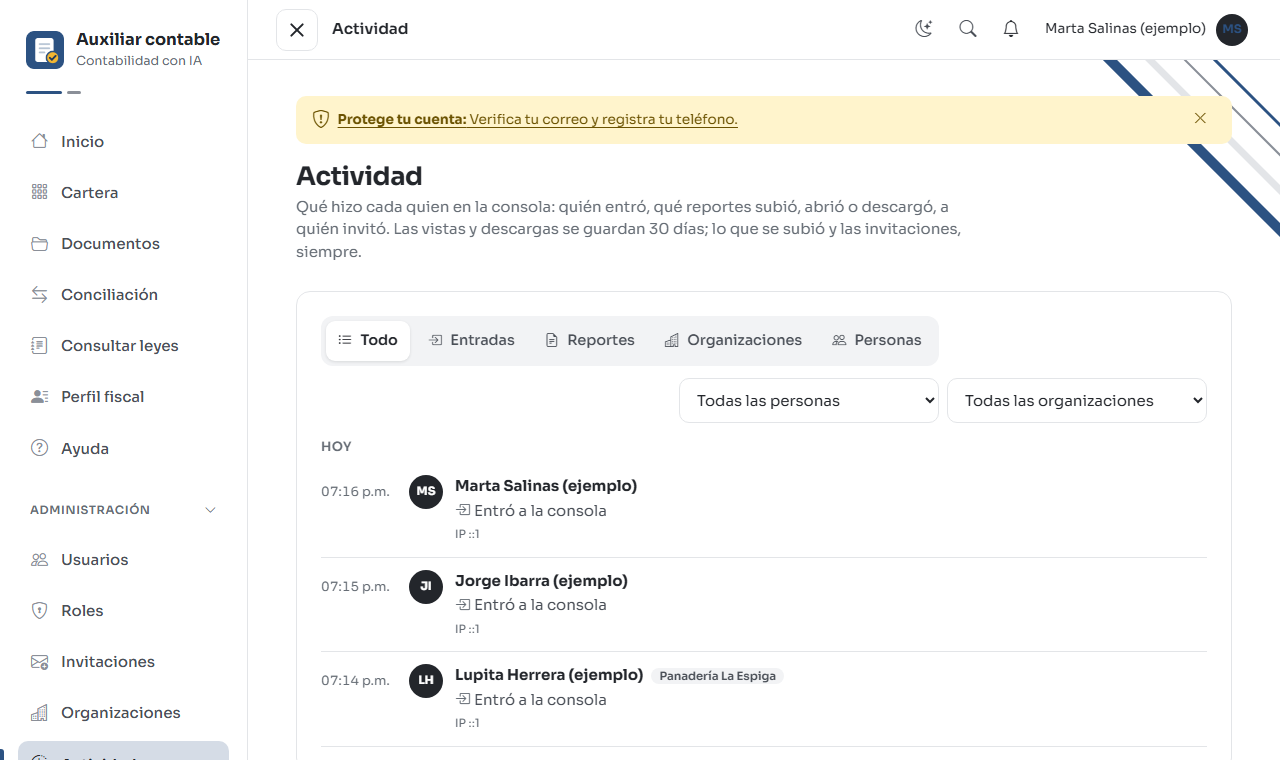 Auxiliar contable
Contabilidad con IA
Inicio
Cartera
Documentos
Conciliación
Consultar leyes
Perfil fiscal
Ayuda
ADMINISTRACIÓN
Usuarios
Roles
Invitaciones
Organizaciones
Actividad
Actividad
Marta Salinas (ejemplo)
MS
Protege tu cuenta: Verifica tu correo y registra tu teléfono.
Actividad
Qué hizo cada quien en la consola: quién entró, qué reportes subió, abrió o descargó, a
quién invitó. Las vistas y descargas se guardan 30 días; lo que se subió y las invitaciones,
siempre.
Todo
Entradas
Reportes
Organizaciones
Personas
Todas las personas
Todas las organizaciones
HOY
07:16 p.m.
MS
Marta Salinas (ejemplo)
Entró a la consola
IP ::1
07:15 p.m.
JI
Jorge Ibarra (ejemplo)
Entró a la consola
IP ::1
07:14 p.m.
LH
Lupita Herrera (ejemplo) Panadería La Espiga
Entró a la consola
IP ::1